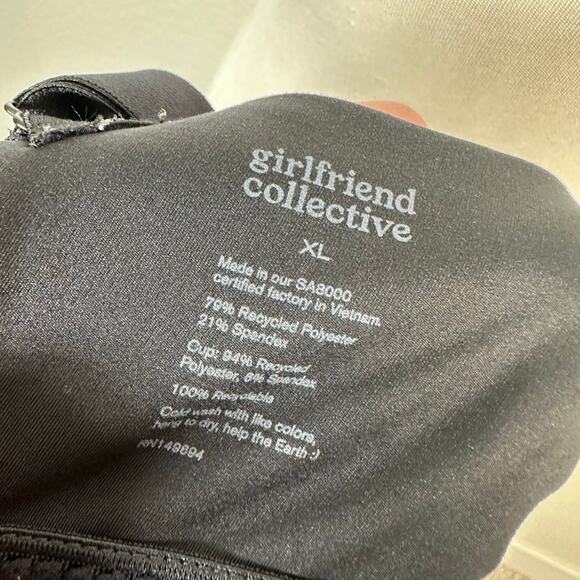 girlfriend
collective
XL
Made in our SA8000
certified factory in Vietnam.
79% Recycled Polyester
21% Spandex
Cup: 94% Recycled
Polyester, 6% Spandex
100% Recyclable
Cold wash with like colors,
hang to dry, help the Earth :)
RN149694